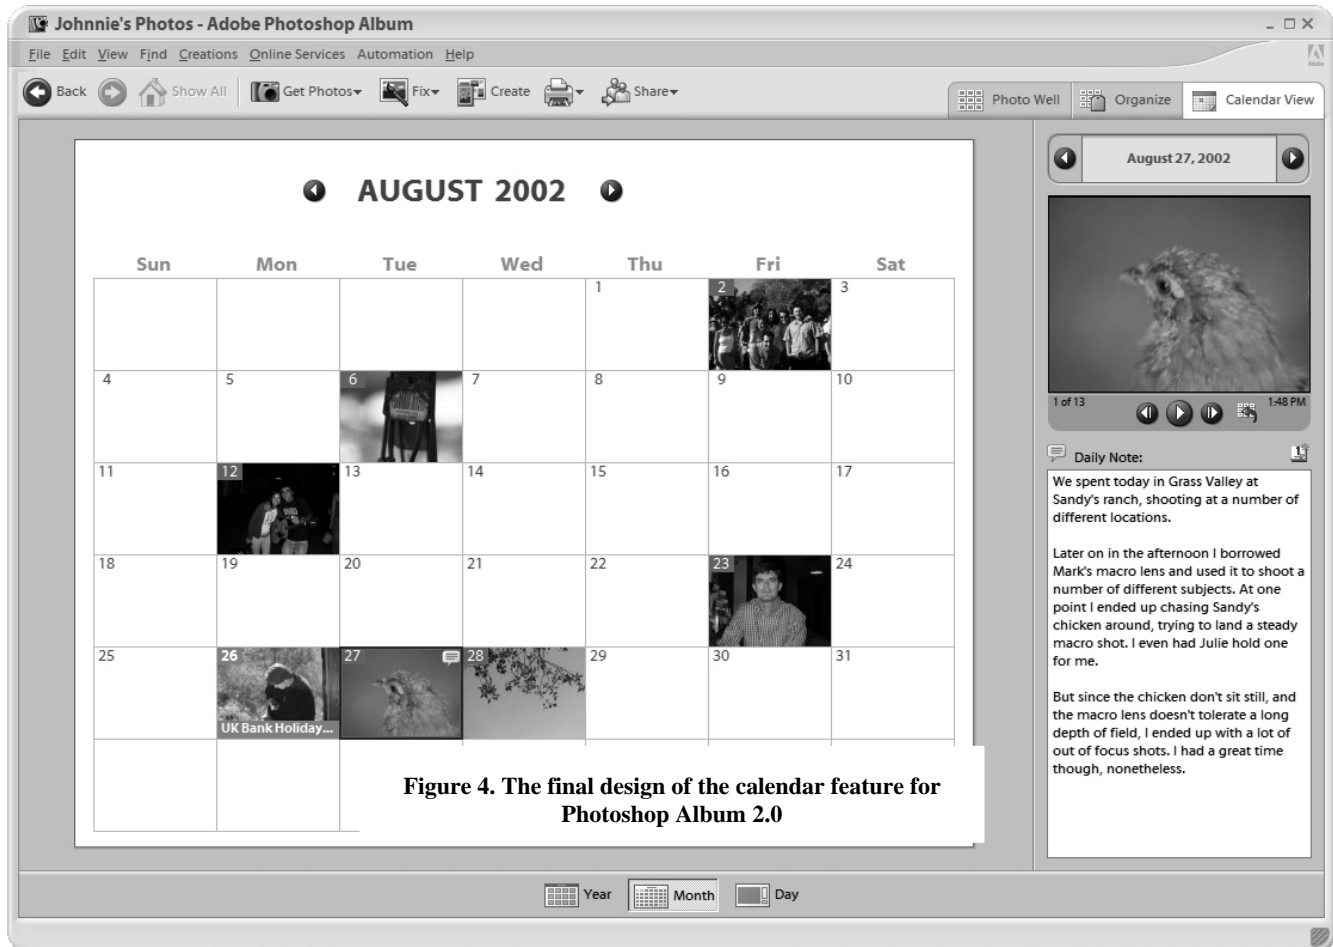 Johnnie's Photos - Adobe Photoshop Album
File Edit View Find Creations Online Services Automation Help
Adobe
Back Show All Get Photos Fix Create Share
Photo Well Organize Calendar View
AUGUST 2002
Sun Mon Tue Wed Thu Fri Sat
1 2 3
4 5 6 7 8 9 10
11 12 13 14 15 16 17
18 19 20 21 22 23 24
25 26 27 28 29 30 31
UK Bank Holiday...
Figure 4. The final design of the calendar feature for
Photoshop Album 2.0
August 27, 2002
1 of 13 1:48 PM
Daily Note:
1
We spent today in Grass Valley at
Sandy's ranch, shooting at a number of
different locations.
Later on in the afternoon I borrowed
Mark's macro lens and used it to shoot a
number of different subjects. At one
point I ended up chasing Sandy's
chicken around, trying to land a steady
macro shot. I even had Julie hold one
for me.
But since the chicken don't sit still, and
the macro lens doesn't tolerate a long
depth of field, I ended up with a lot of
out of focus shots. I had a great time
though, nonetheless.
Year Month Day